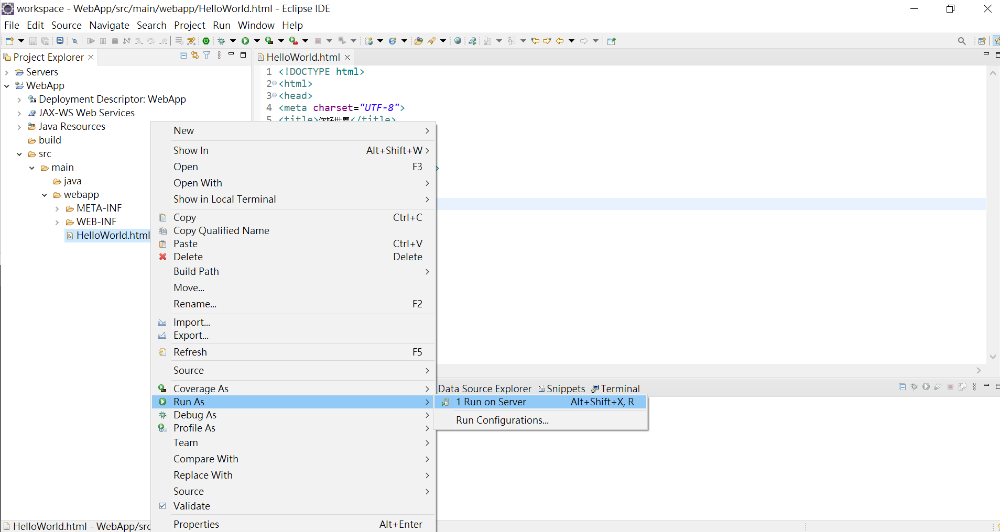 workspace - WebApp/src/main/webapp/HelloWorld.html - Eclipse IDE
File Edit Source Navigate Search Project Run Window Help
Project Explorer
HelloWorld.html
Servers
WebApp
Deployment Descriptor: WebApp
JAX-WS Web Services
Java Resources
build
src
main
java
webapp
META-INF
WEB-INF
HelloWorld.html
1 <!DOCTYPE html>
2 <html>
3 <head>
4 <meta charset="UTF-8">
5 <title>你好世界</title>
>
New
Show In Alt+Shift+W
Open F3
Open With
Show in Local Terminal
Copy Ctrl+C
Copy Qualified Name
Paste Ctrl+V
Delete Delete
Build Path
Move...
Rename... F2
Import...
Export...
Refresh F5
Source
Coverage As
Run As
Debug As
Profile As
Team
Compare With
Replace With
Source
Validate
Properties Alt+Enter
Data Source Explorer Snippets Terminal
1 Run on Server Alt+Shift+X, R
Run Configurations...
HelloWorld.html - WebApp/src